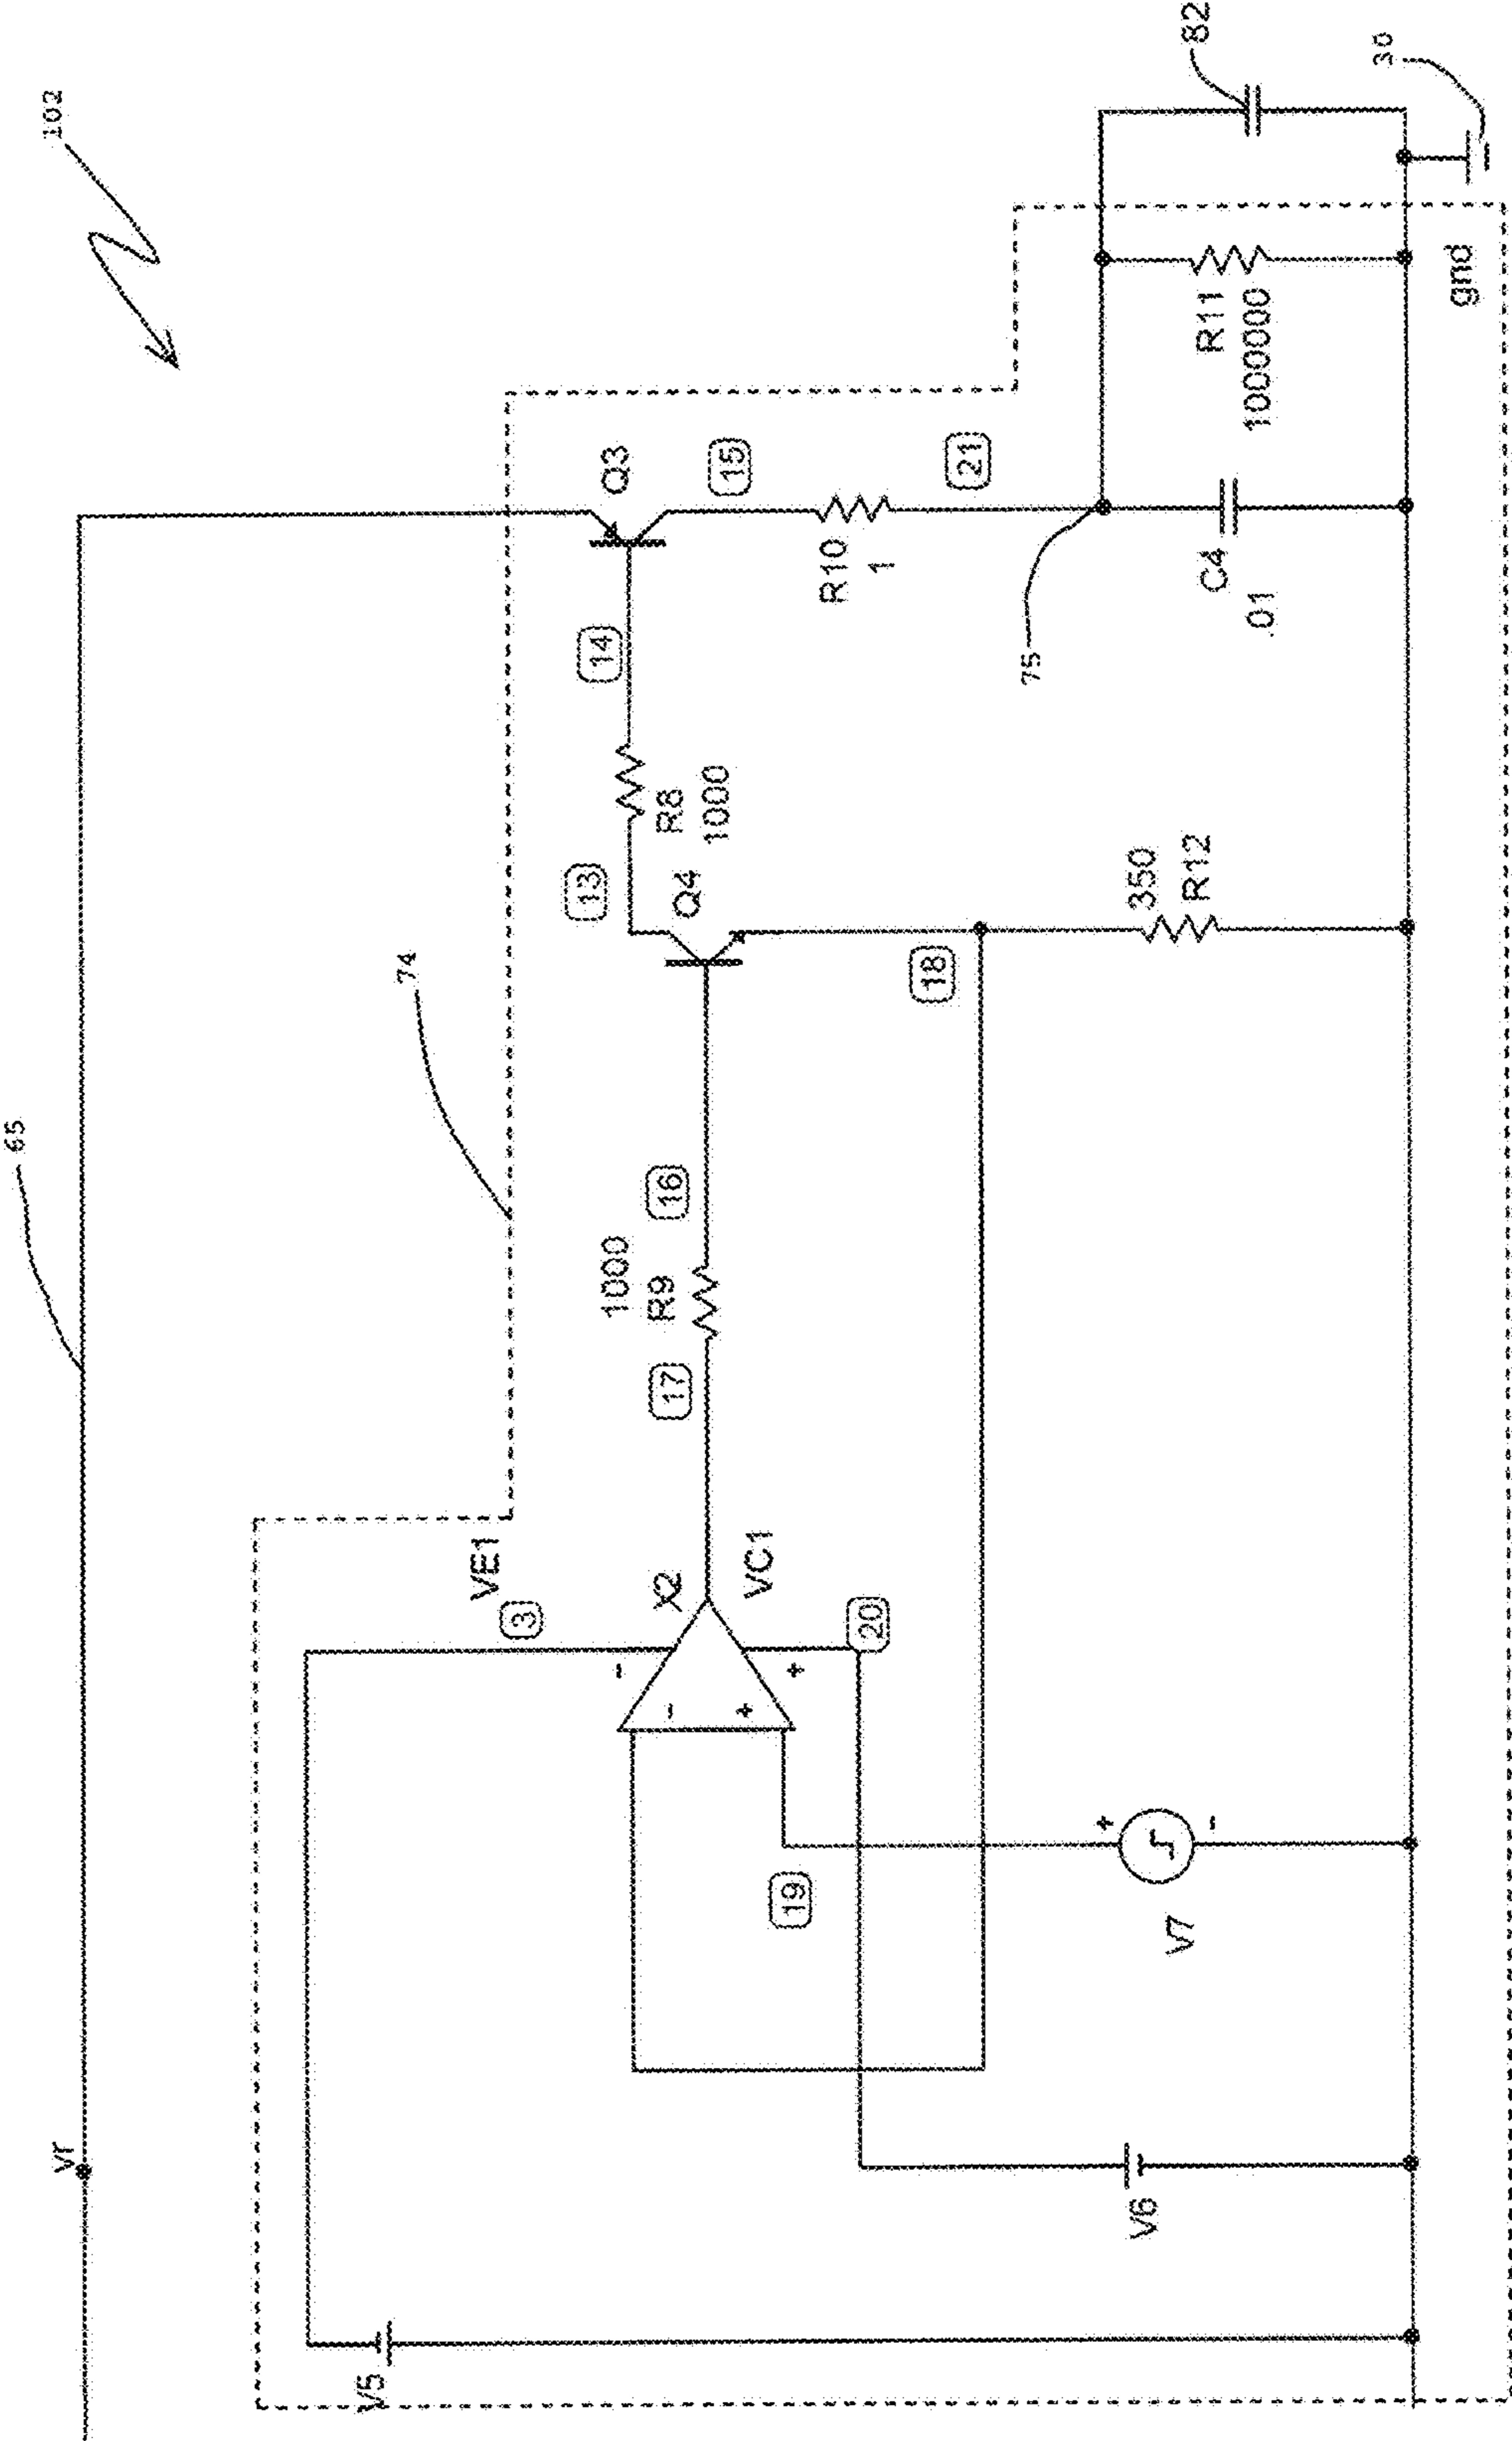 102
65
vr
74
VE1
3
X2
VC1
20
19
17
1000
R9
16
13
Q4
R8
1000
14
Q3
15
R10
1
21
75
18
350
R12
C4
.01
R11
1000000
82
30
gnd
V5
V6
V7
-
-
+
+
+
-